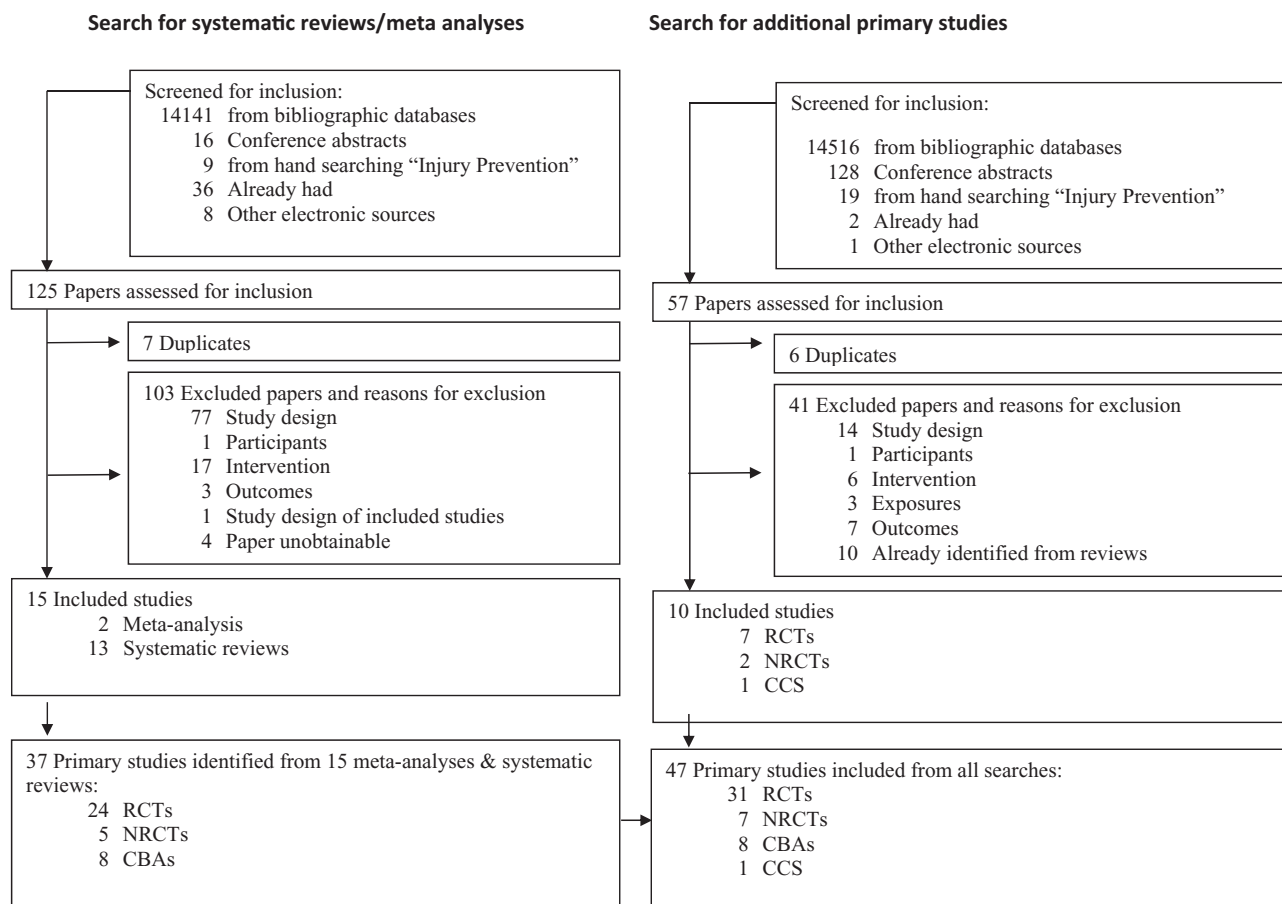 Search for systematic reviews/meta analyses
Screened for inclusion:
14141 from bibliographic databases
16 Conference abstracts
9 from hand searching “Injury Prevention”
36 Already had
8 Other electronic sources
125 Papers assessed for inclusion
7 Duplicates
103 Excluded papers and reasons for exclusion
77 Study design
1 Participants
17 Intervention
3 Outcomes
1 Study design of included studies
4 Paper unobtainable
15 Included studies
2 Meta-analysis
13 Systematic reviews
37 Primary studies identified from 15 meta-analyses & systematic
reviews:
24 RCTs
5 NRCTs
8 CBAs
Search for additional primary studies
Screened for inclusion:
14516 from bibliographic databases
128 Conference abstracts
19 from hand searching “Injury Prevention”
2 Already had
1 Other electronic sources
57 Papers assessed for inclusion
6 Duplicates
41 Excluded papers and reasons for exclusion
14 Study design
1 Participants
6 Intervention
3 Exposures
7 Outcomes
10 Already identified from reviews
10 Included studies
7 RCTs
2 NRCTs
1 CCS
47 Primary studies included from all searches:
31 RCTs
7 NRCTs
8 CBAs
1 CCS